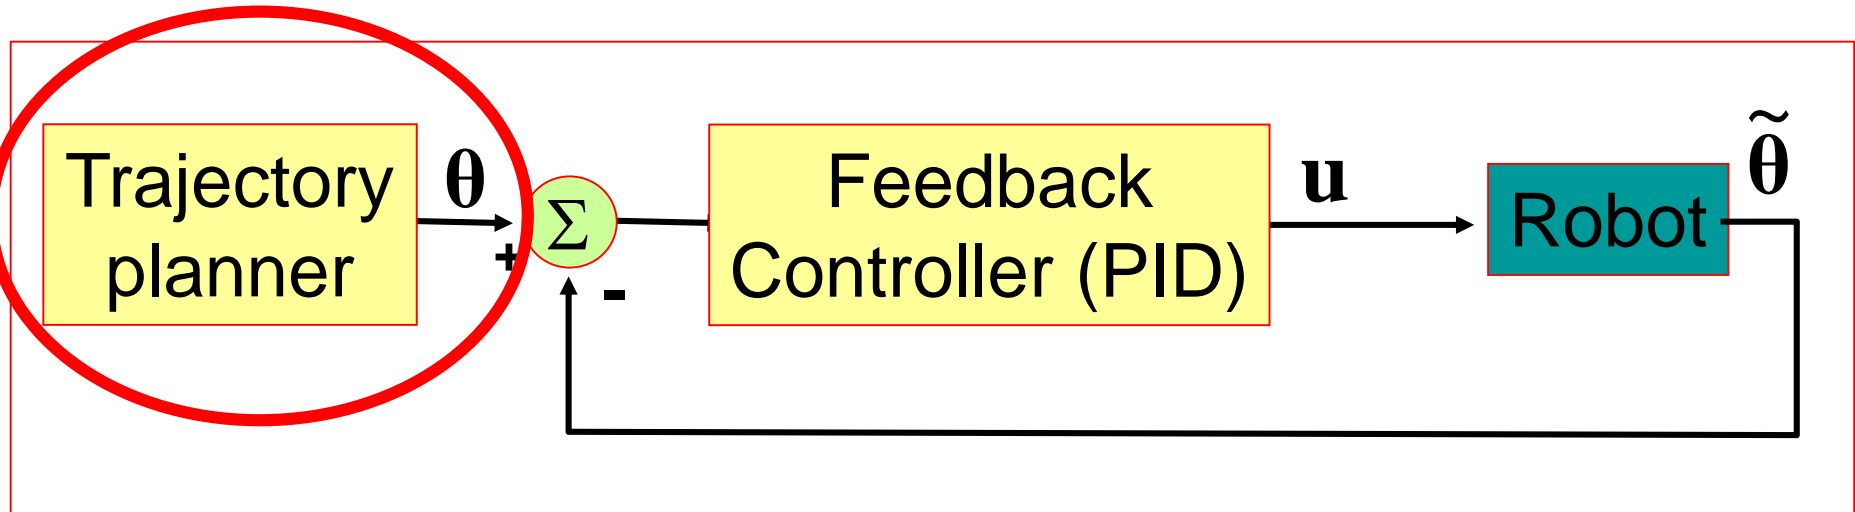 Trajectory
planner
θ
+
Σ
-
Feedback
Controller (PID)
u
Robot
θ̃